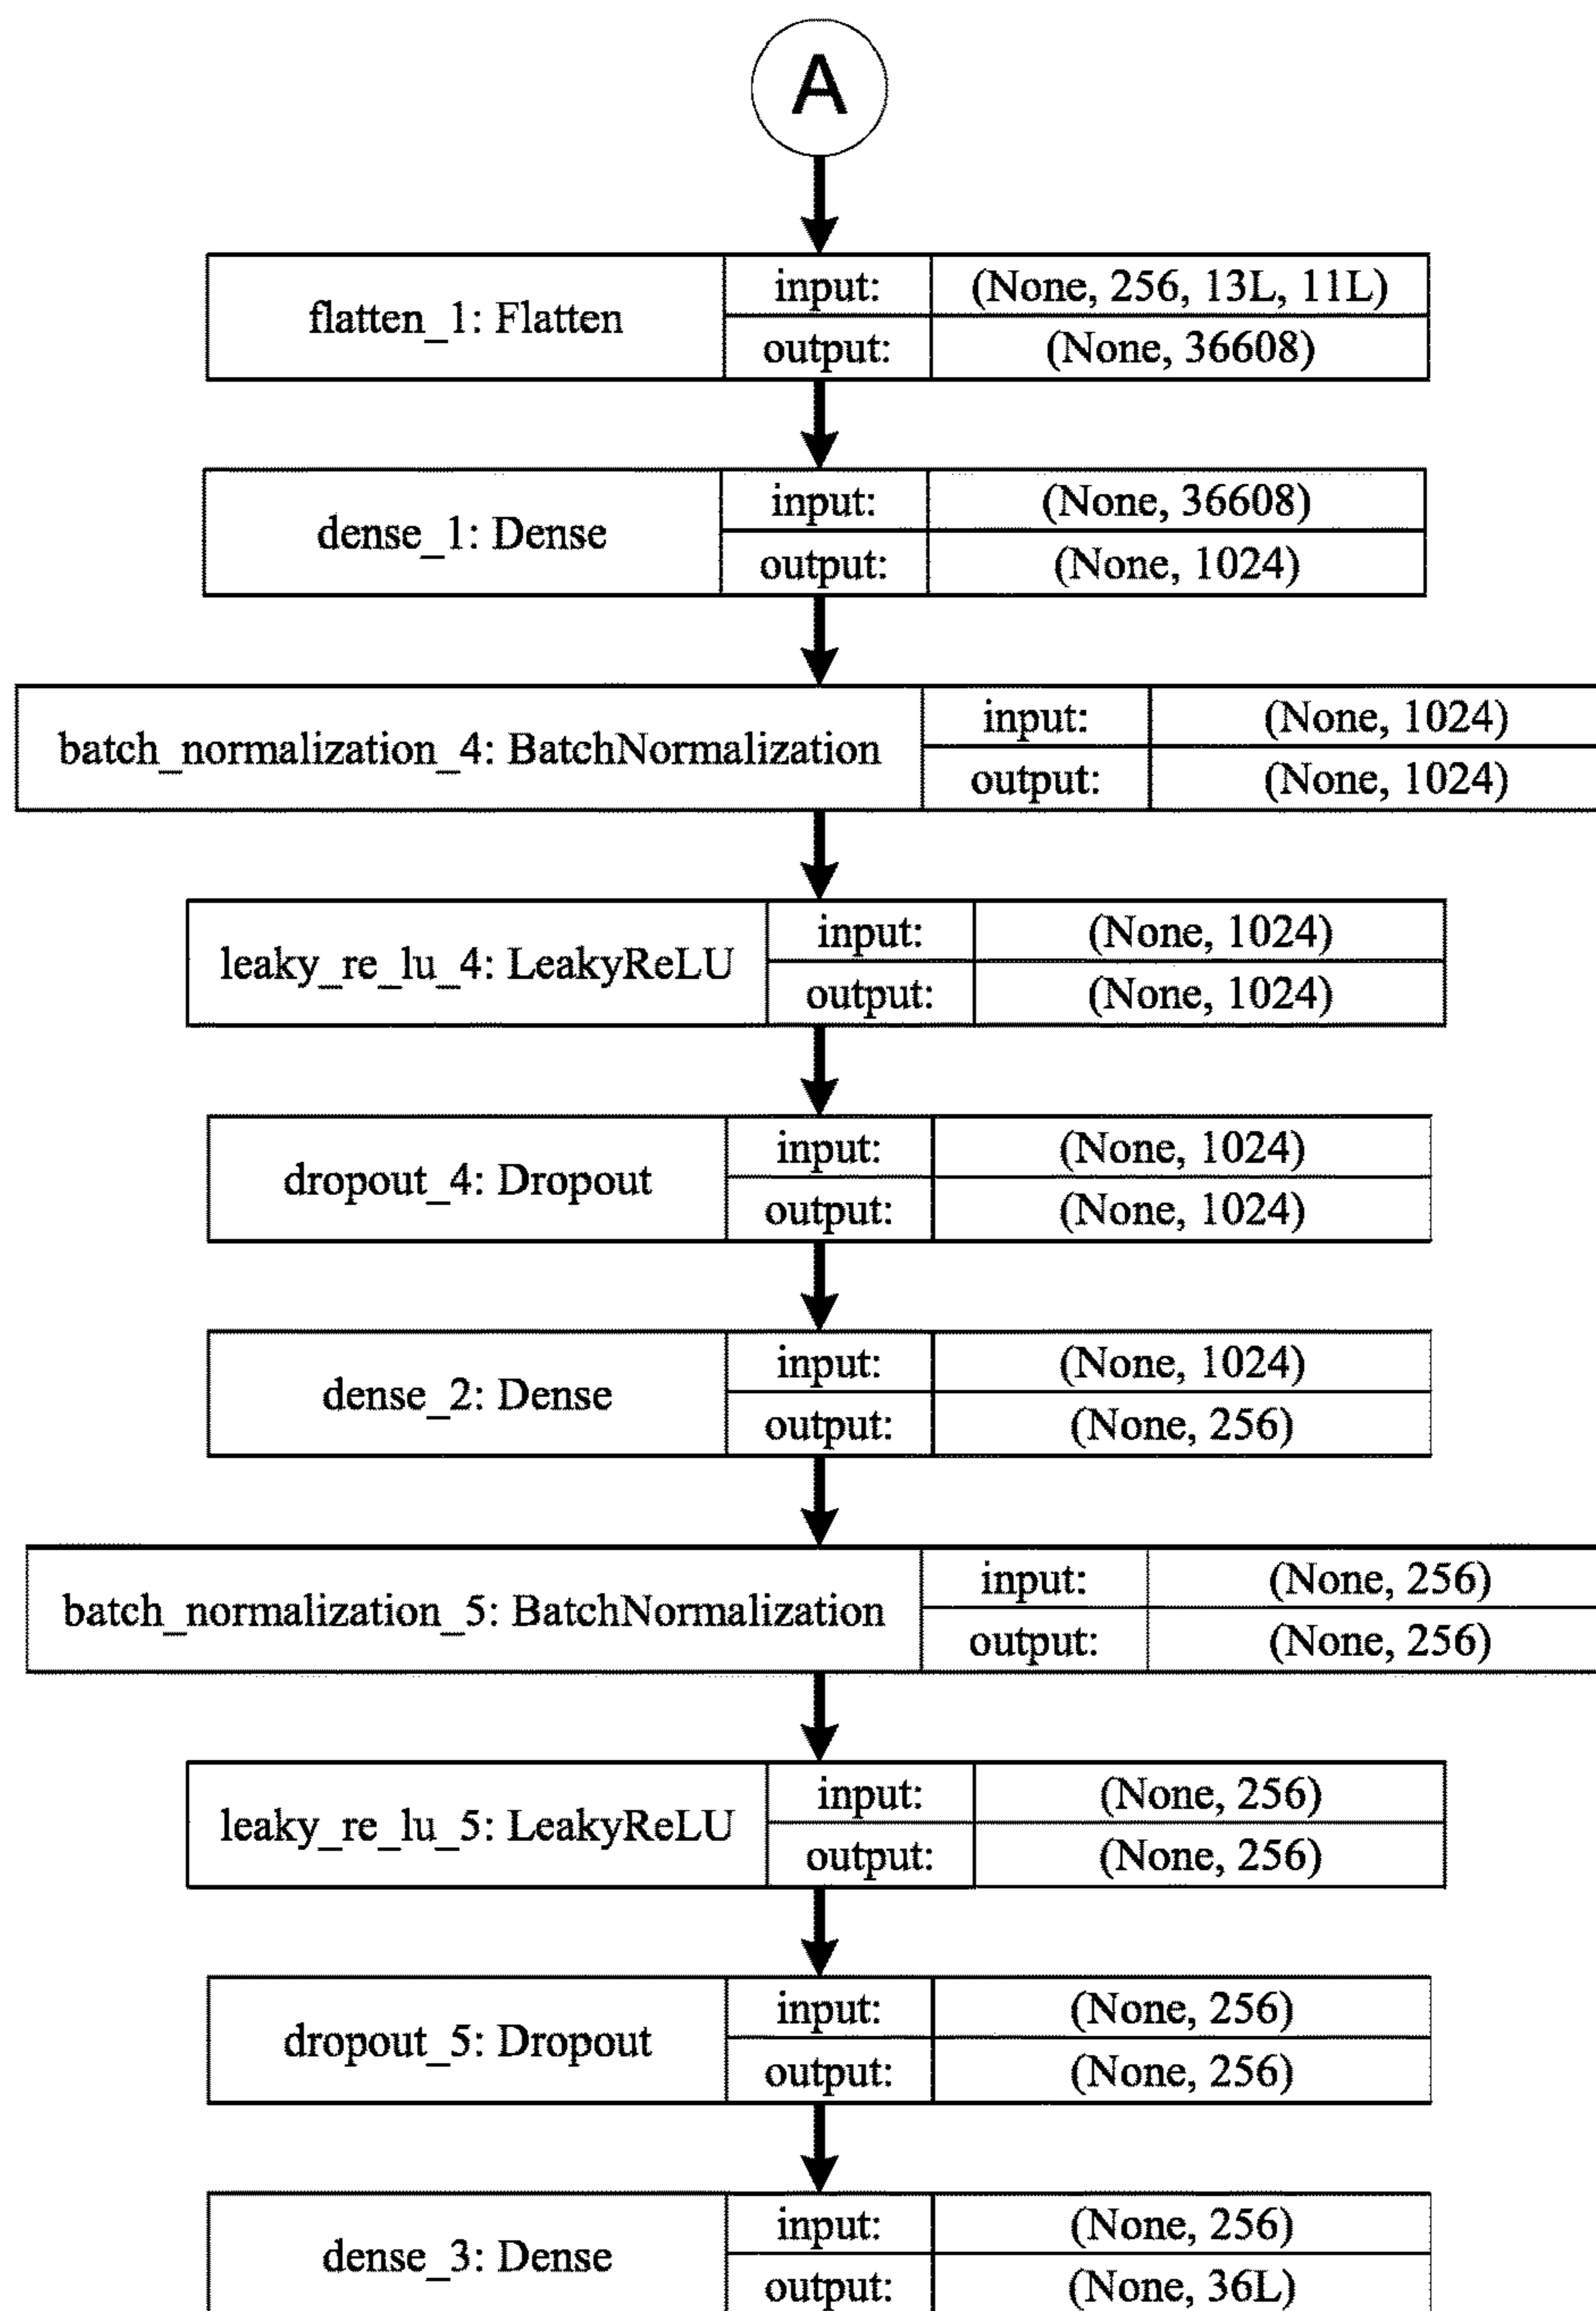 A
flatten_1: Flatten
input:
(None, 256, 13L, 11L)
output:
(None, 36608)
dense_1: Dense
input:
(None, 36608)
output:
(None, 1024)
batch_normalization_4: BatchNormalization
input:
(None, 1024)
output:
(None, 1024)
leaky_re_lu_4: LeakyReLU
input:
(None, 1024)
output:
(None, 1024)
dropout_4: Dropout
input:
(None, 1024)
output:
(None, 1024)
dense_2: Dense
input:
(None, 1024)
output:
(None, 256)
batch_normalization_5: BatchNormalization
input:
(None, 256)
output:
(None, 256)
leaky_re_lu_5: LeakyReLU
input:
(None, 256)
output:
(None, 256)
dropout_5: Dropout
input:
(None, 256)
output:
(None, 256)
dense_3: Dense
input:
(None, 256)
output:
(None, 36L)